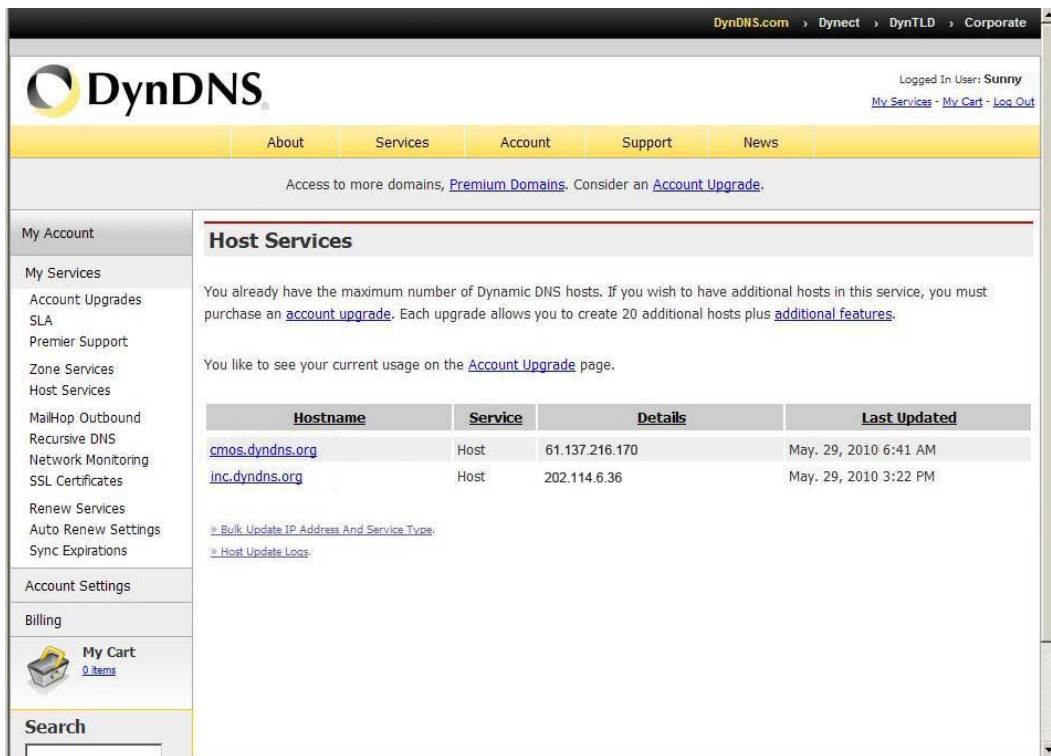 DynDNS.com › Dynect › DynTLD › Corporate
DynDNS®
Logged In User: Sunny
My Services - My Cart - Log Out
About Services Account Support News
Access to more domains, Premium Domains. Consider an Account Upgrade.
My Account
My Services
Account Upgrades
SLA
Premier Support
Zone Services
Host Services
MailHop Outbound
Recursive DNS
Network Monitoring
SSL Certificates
Renew Services
Auto Renew Settings
Sync Expirations
Account Settings
Billing
My Cart
0 items
Search
Host Services
You already have the maximum number of Dynamic DNS hosts. If you wish to have additional hosts in this service, you must
purchase an account upgrade. Each upgrade allows you to create 20 additional hosts plus additional features.
You like to see your current usage on the Account Upgrade page.
Hostname Service Details Last Updated
cmos.dyndns.org Host 61.137.216.170 May. 29, 2010 6:41 AM
inc.dyndns.org Host 202.114.6.36 May. 29, 2010 3:22 PM
» Bulk Update IP Address And Service Type.
» Host Update Logs.